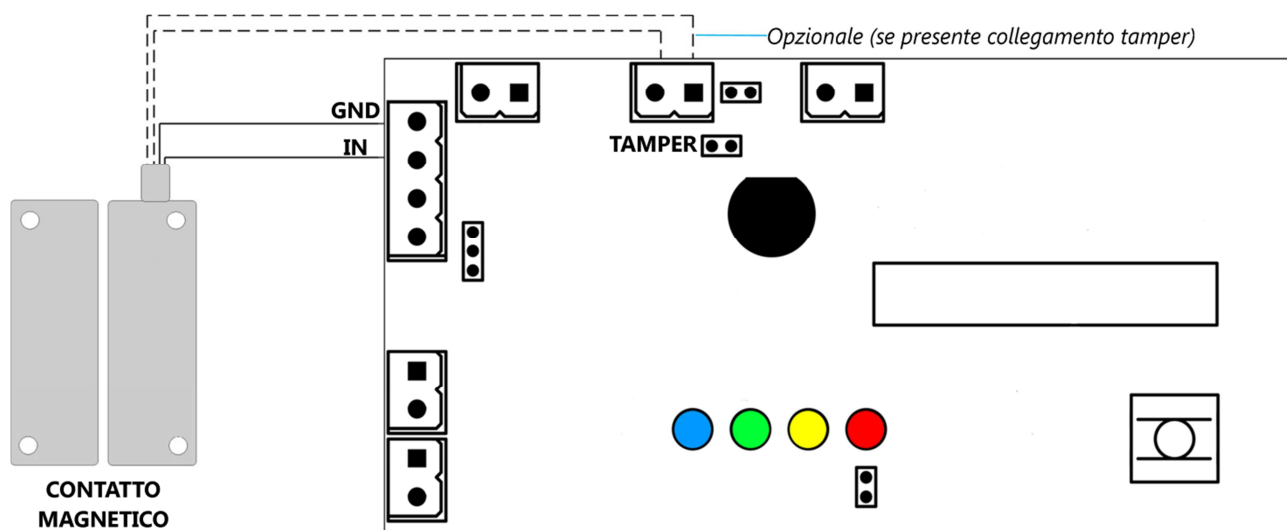 Opzionale (se presente collegamento tamper)
GND
IN
TAMPER
CONTATTO
MAGNETICO